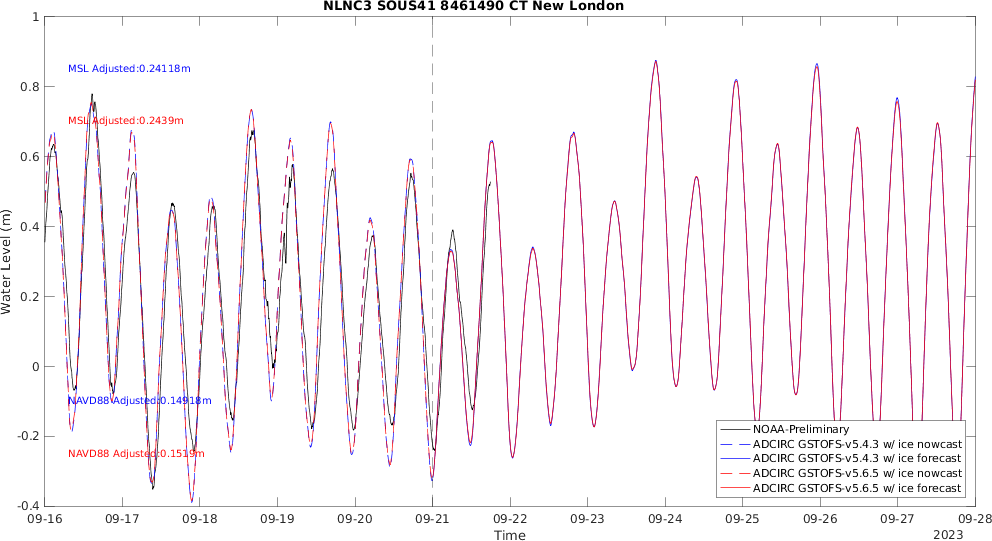 NLNC3 SOUS41 8461490 CT New London
1
0.8
0.6
0.4
0.2
0
-0.2
-0.4
Water Level (m)
MSL Adjusted:0.24118m
MSL Adjusted:0.2439m
NAVD88 Adjusted:0.14918m
NAVD88 Adjusted:0.1519m
NOAA-Preliminary
ADCIRC GSTOFS-v5.4.3 w/ ice nowcast
ADCIRC GSTOFS-v5.4.3 w/ ice forecast
ADCIRC GSTOFS-v5.6.5 w/ ice nowcast
ADCIRC GSTOFS-v5.6.5 w/ ice forecast
09-16 09-17 09-18 09-19 09-20 09-21 09-22 09-23 09-24 09-25 09-26 09-27 09-28
Time
2023